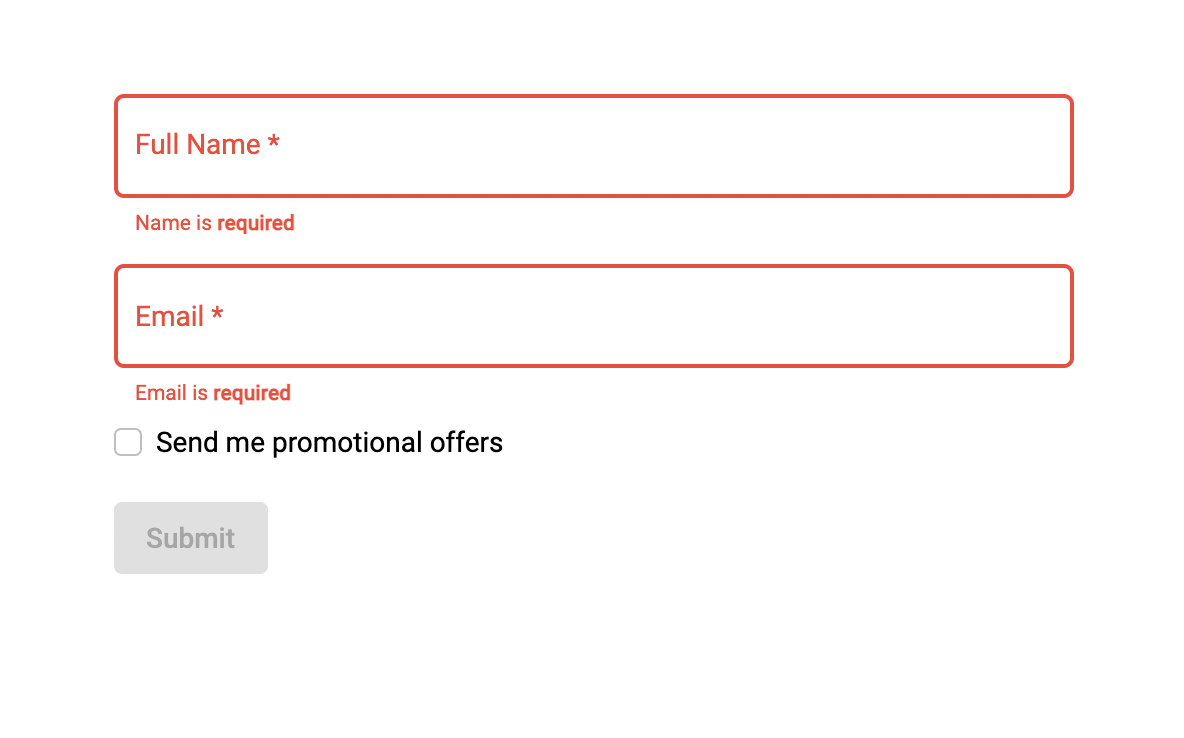 Full Name *
Name is required
Email *
Email is required
Send me promotional offers
Submit